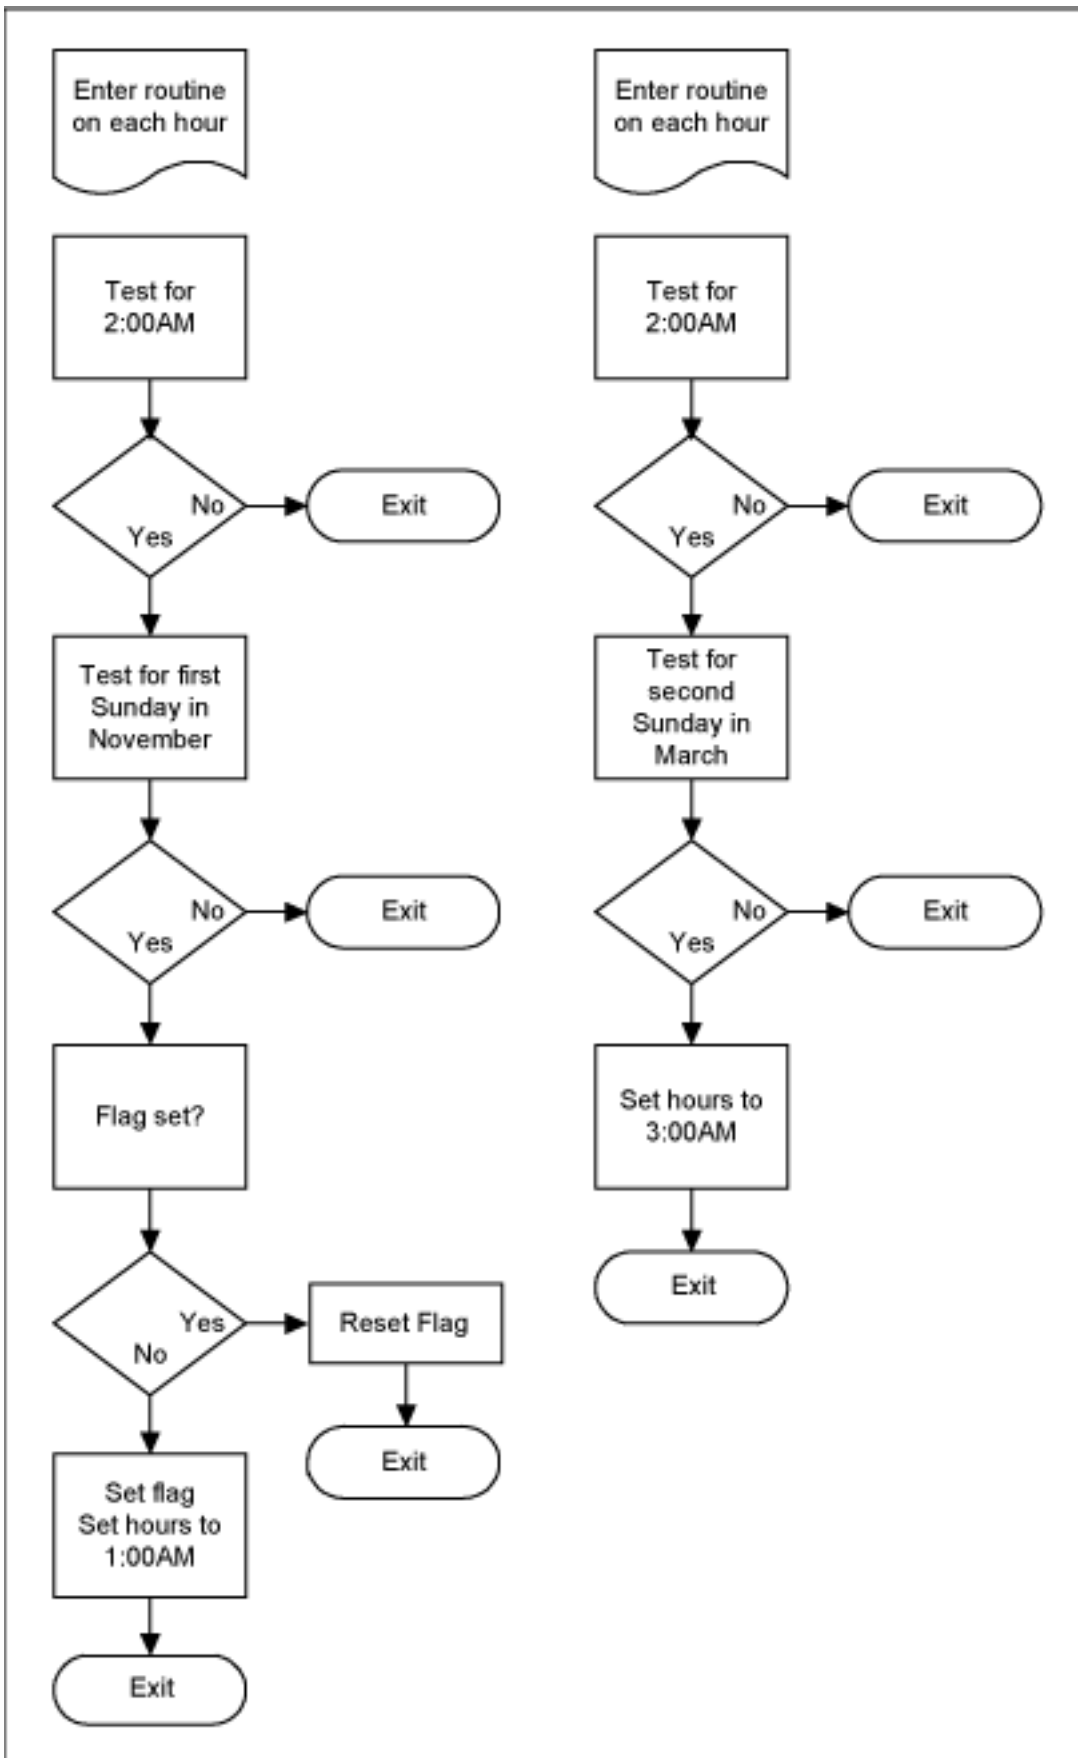 Enter routine
on each hour
Test for
2:00AM
No
Yes
Exit
Test for first
Sunday in
November
No
Yes
Exit
Flag set?
Yes
No
Reset Flag
Exit
Set flag
Set hours to
1:00AM
Exit
Enter routine
on each hour
Test for
2:00AM
No
Yes
Exit
Test for
second
Sunday in
March
No
Yes
Exit
Set hours to
3:00AM
Exit